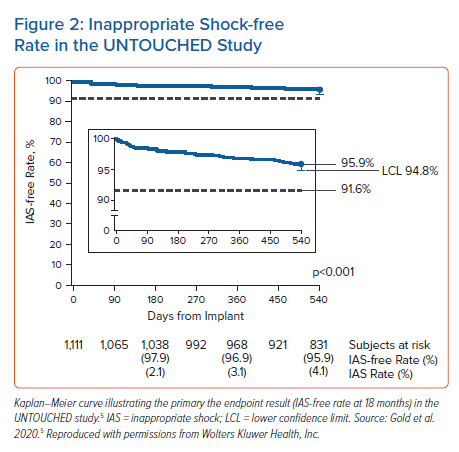 Figure 2: Inappropriate Shock-free
Rate in the UNTOUCHED Study
IAS-free Rate, %
100
90
80
70
60
50
40
30
20
10
0
100
95
90
0
0 90 180 270 360 450 540
95.9%
LCL 94.8%
91.6%
p<0.001
0 90 180 270 360 450 540
Days from Implant
1,111 1,065 1,038 992 968 921 831 Subjects at risk
(97.9) (96.9) (95.9) IAS-free Rate (%)
(2.1) (3.1) (4.1) IAS Rate (%)
Kaplan–Meier curve illustrating the primary the endpoint result (IAS-free rate at 18 months) in the
UNTOUCHED study.⁵ IAS = inappropriate shock; LCL = lower confidence limit. Source: Gold et al.
2020.⁵ Reproduced with permissions from Wolters Kluwer Health, Inc.